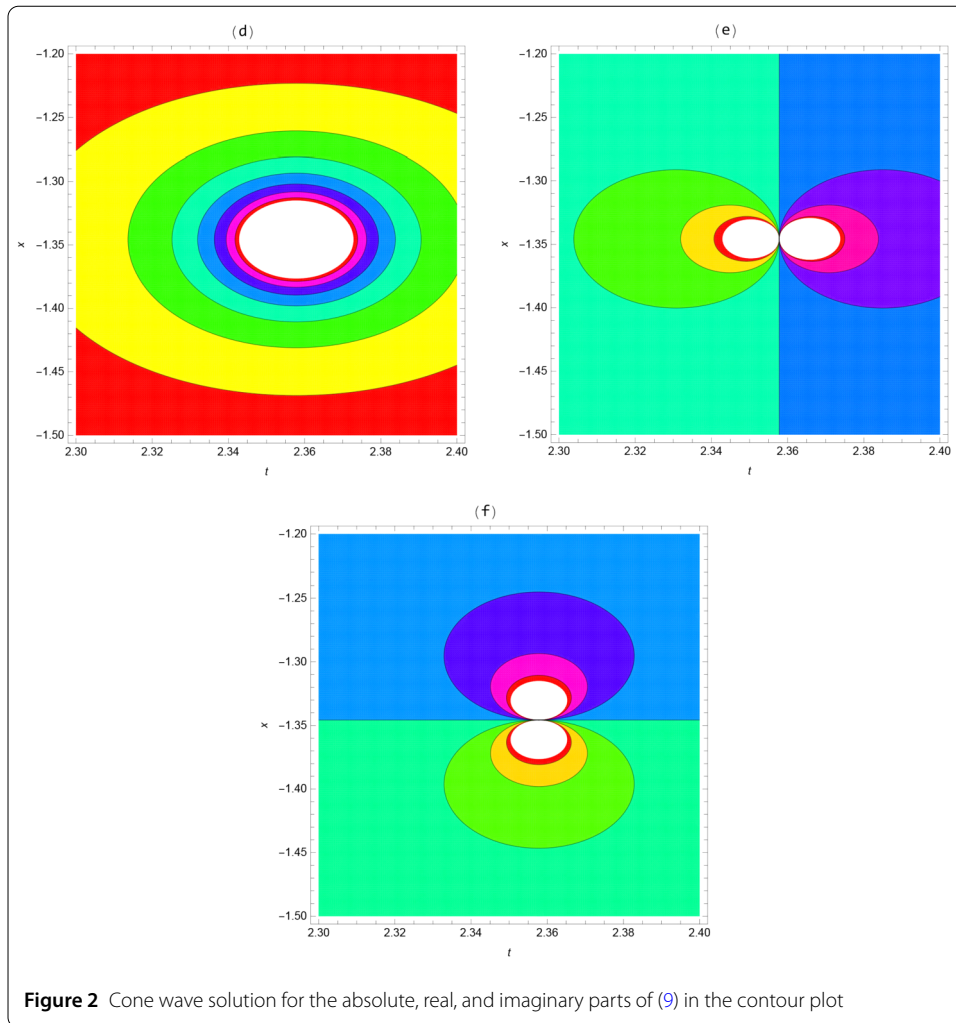 (d)
-1.20
-1.25
-1.30
x -1.35
-1.40
-1.45
-1.50
2.30 2.32 2.34 2.36 2.38 2.40
t
(e)
-1.20
-1.25
-1.30
x -1.35
-1.40
-1.45
-1.50
2.30 2.32 2.34 2.36 2.38 2.40
t
(f)
-1.20
-1.25
-1.30
x -1.35
-1.40
-1.45
-1.50
2.30 2.32 2.34 2.36 2.38 2.40
t
Figure 2 Cone wave solution for the absolute, real, and imaginary parts of (9) in the contour plot